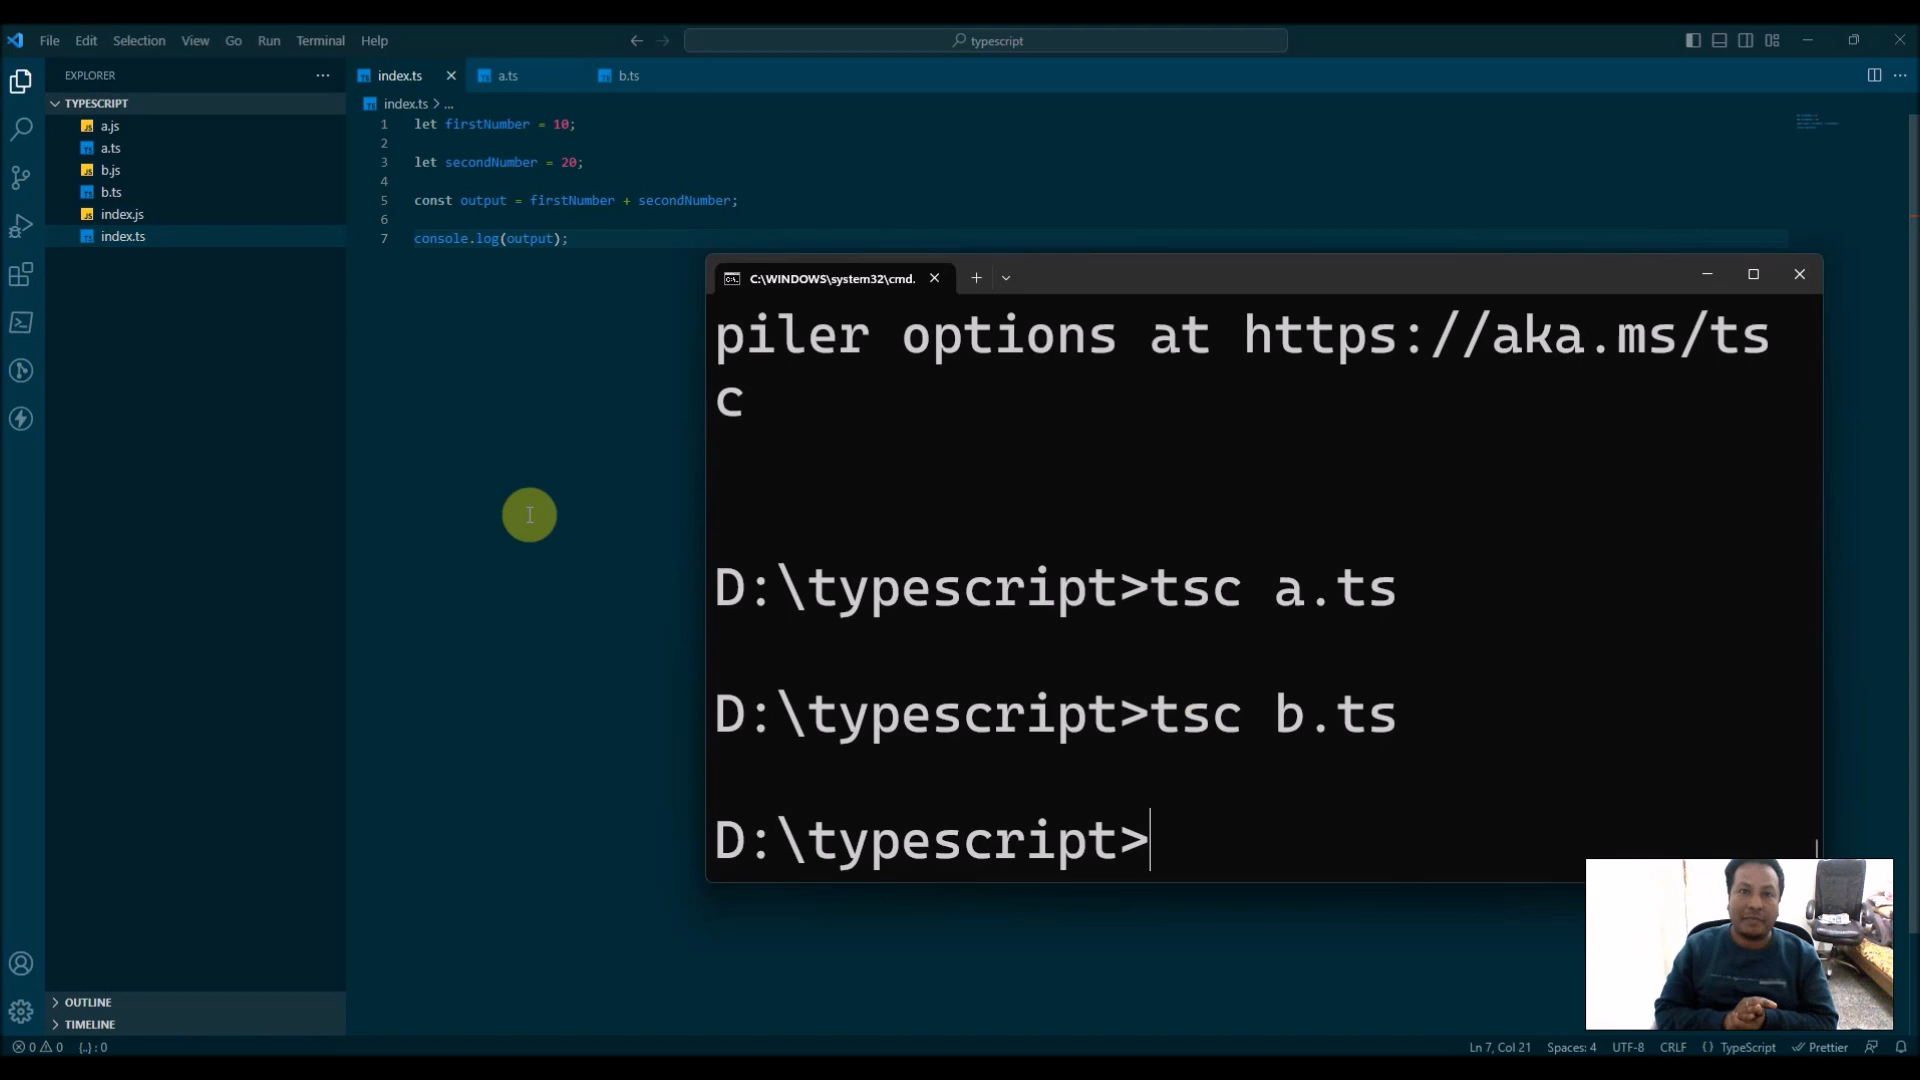 File Edit Selection View Go Run Terminal Help
typescript
EXPLORER
TYPESCRIPT
a.js
a.ts
b.js
b.ts
index.js
index.ts
OUTLINE
TIMELINE
index.ts
a.ts
b.ts
index.ts > ...
1 let firstNumber = 10;
2
3 let secondNumber = 20;
4
5 const output = firstNumber + secondNumber;
6
7 console.log(output);
C:\WINDOWS\system32\cmd.
piler options at https://aka.ms/ts
c
D:\typescript>tsc a.ts
D:\typescript>tsc b.ts
D:\typescript>
0 0 {..} : 0
Ln 7, Col 21 Spaces: 4 UTF-8 CRLF { } TypeScript Prettier